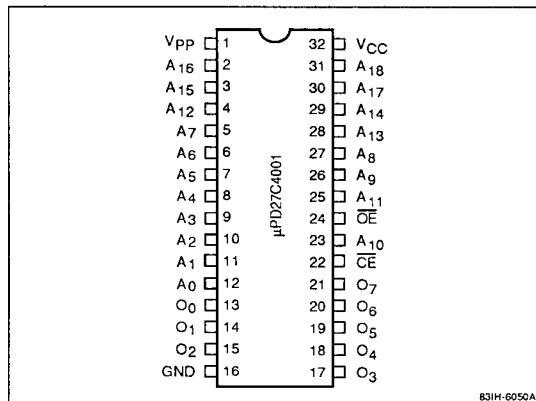 VPP 1 32 VCC
A16 2 31 A18
A15 3 30 A17
A12 4 29 A14
A7 5 28 A13
A6 6 27 A8
A5 7 26 A9
A4 8 25 A11
A3 9 24 OE
A2 10 23 A10
A1 11 22 CE
A0 12 21 O7
O0 13 20 O6
O1 14 19 O5
O2 15 18 O4
GND 16 17 O3
µPD27C4001
83IH-6050A